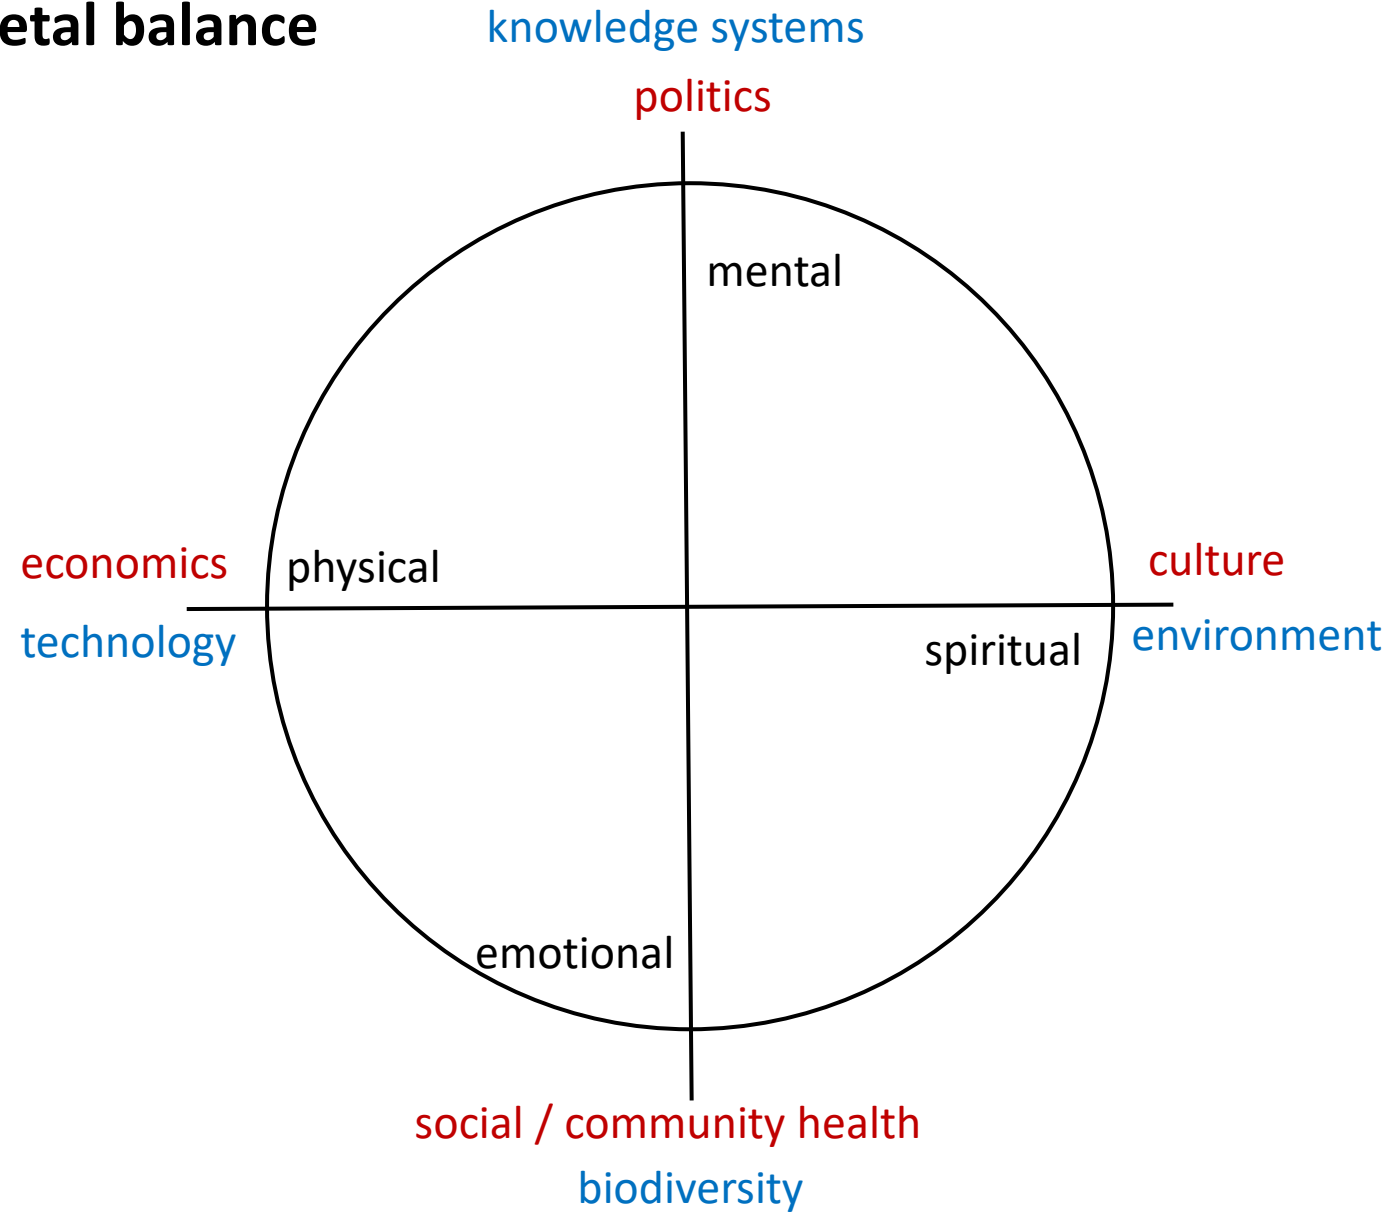 etal balance
knowledge systems
politics
mental
economics
physical
culture
technology
environment
spiritual
emotional
social / community health
biodiversity